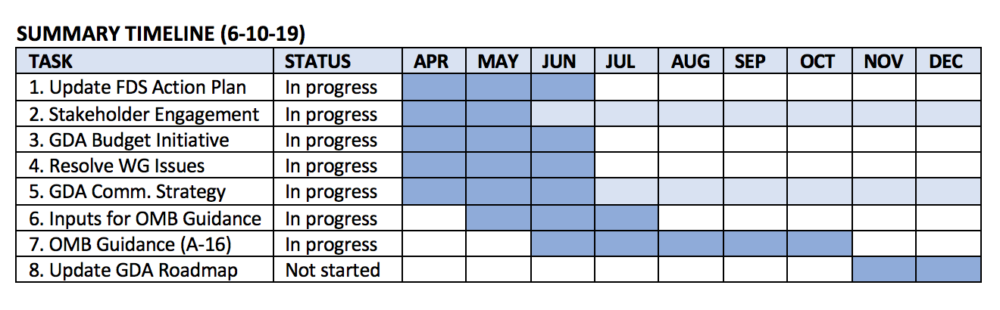 SUMMARY TIMELINE (6-10-19)
TASK STATUS APR MAY JUN JUL AUG SEP OCT NOV DEC
1. Update FDS Action Plan In progress
2. Stakeholder Engagement In progress
3. GDA Budget Initiative In progress
4. Resolve WG Issues In progress
5. GDA Comm. Strategy In progress
6. Inputs for OMB Guidance In progress
7. OMB Guidance (A-16) In progress
8. Update GDA Roadmap Not started